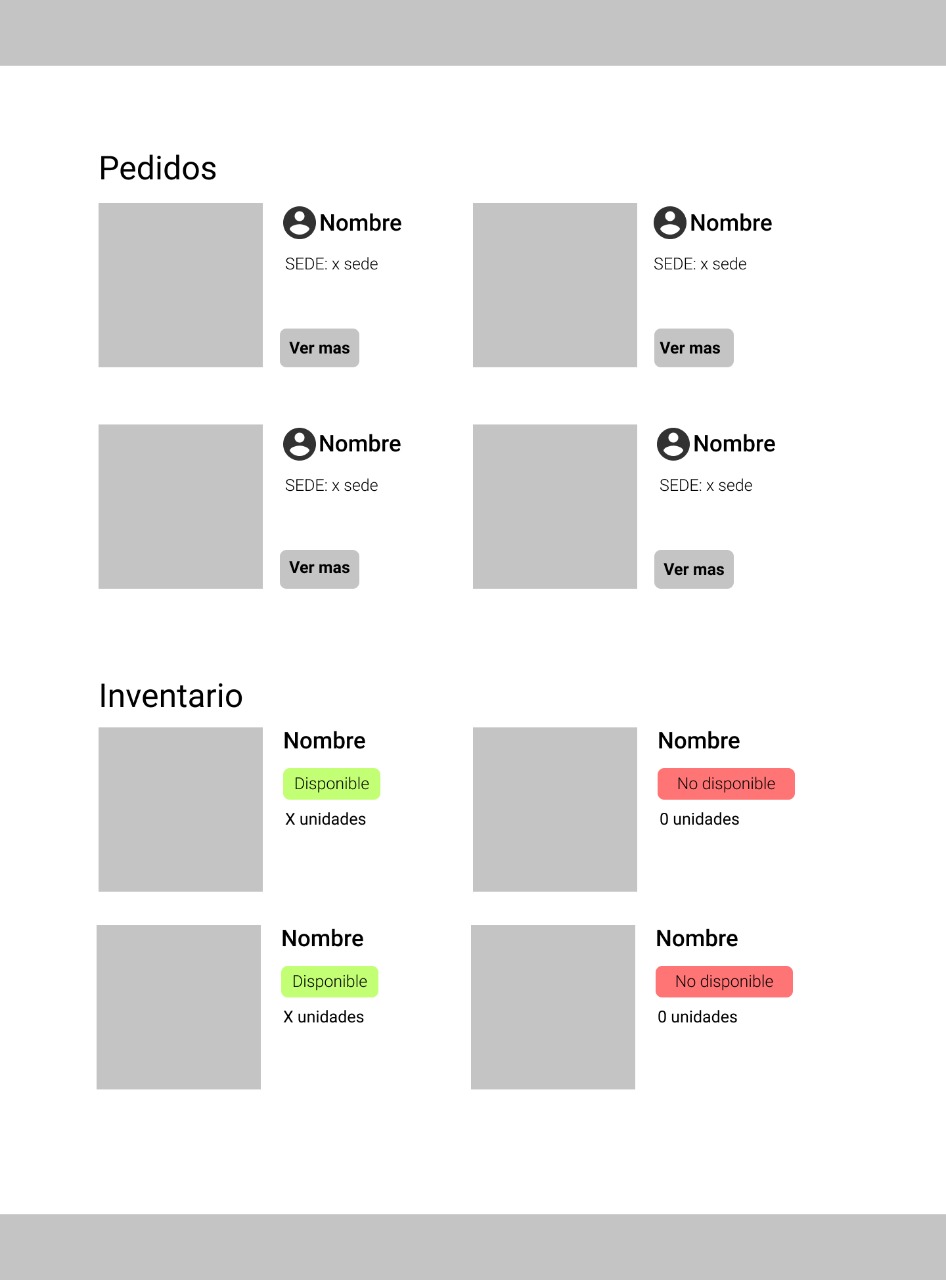 Pedidos
Nombre
SEDE: x sede
Ver mas
Nombre
SEDE: x sede
Ver mas
Nombre
SEDE: x sede
Ver mas
Nombre
SEDE: x sede
Ver mas
Inventario
Nombre
Disponible
X unidades
Nombre
No disponible
0 unidades
Nombre
Disponible
X unidades
Nombre
No disponible
0 unidades